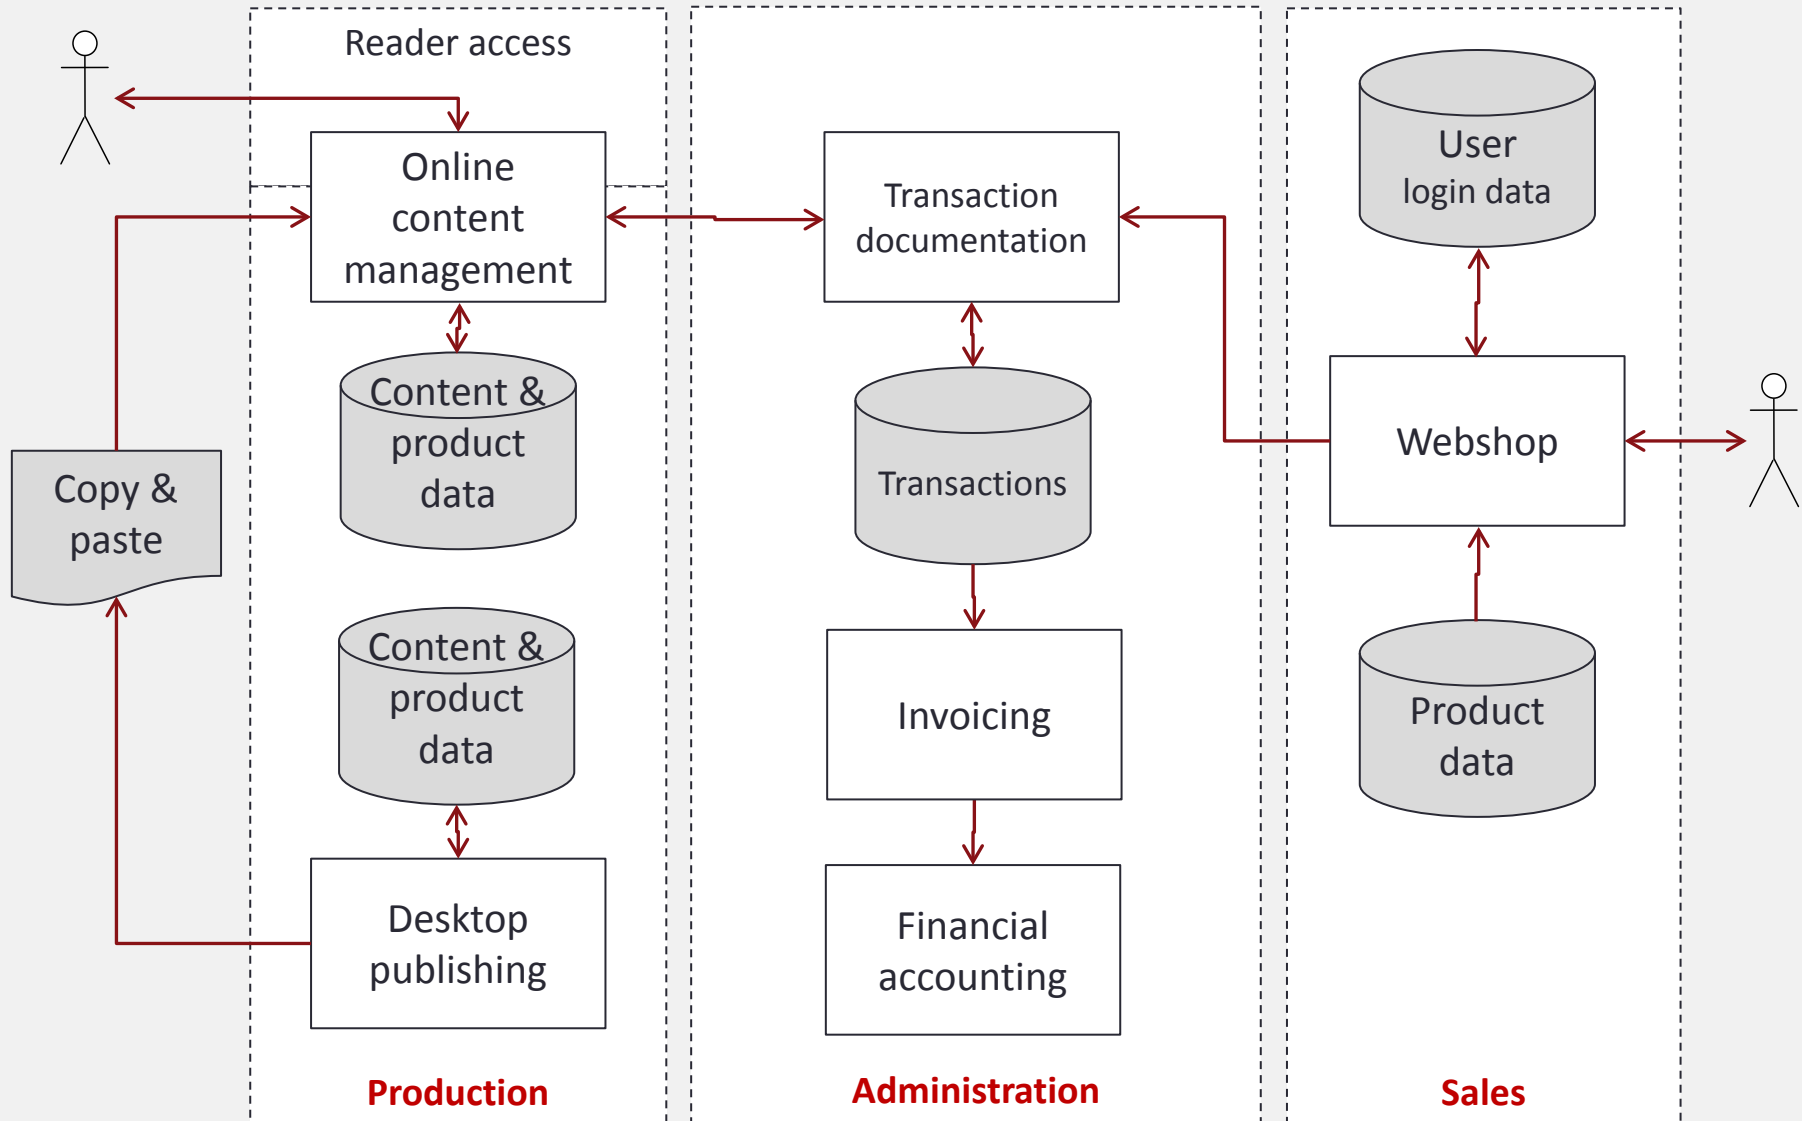 Reader access
Online
content
management
Content &
product
data
Copy &
paste
Content &
product
data
Desktop
publishing
Production
Transaction
documentation
Transactions
Invoicing
Financial
accounting
Administration
User
login data
Webshop
Product
data
Sales